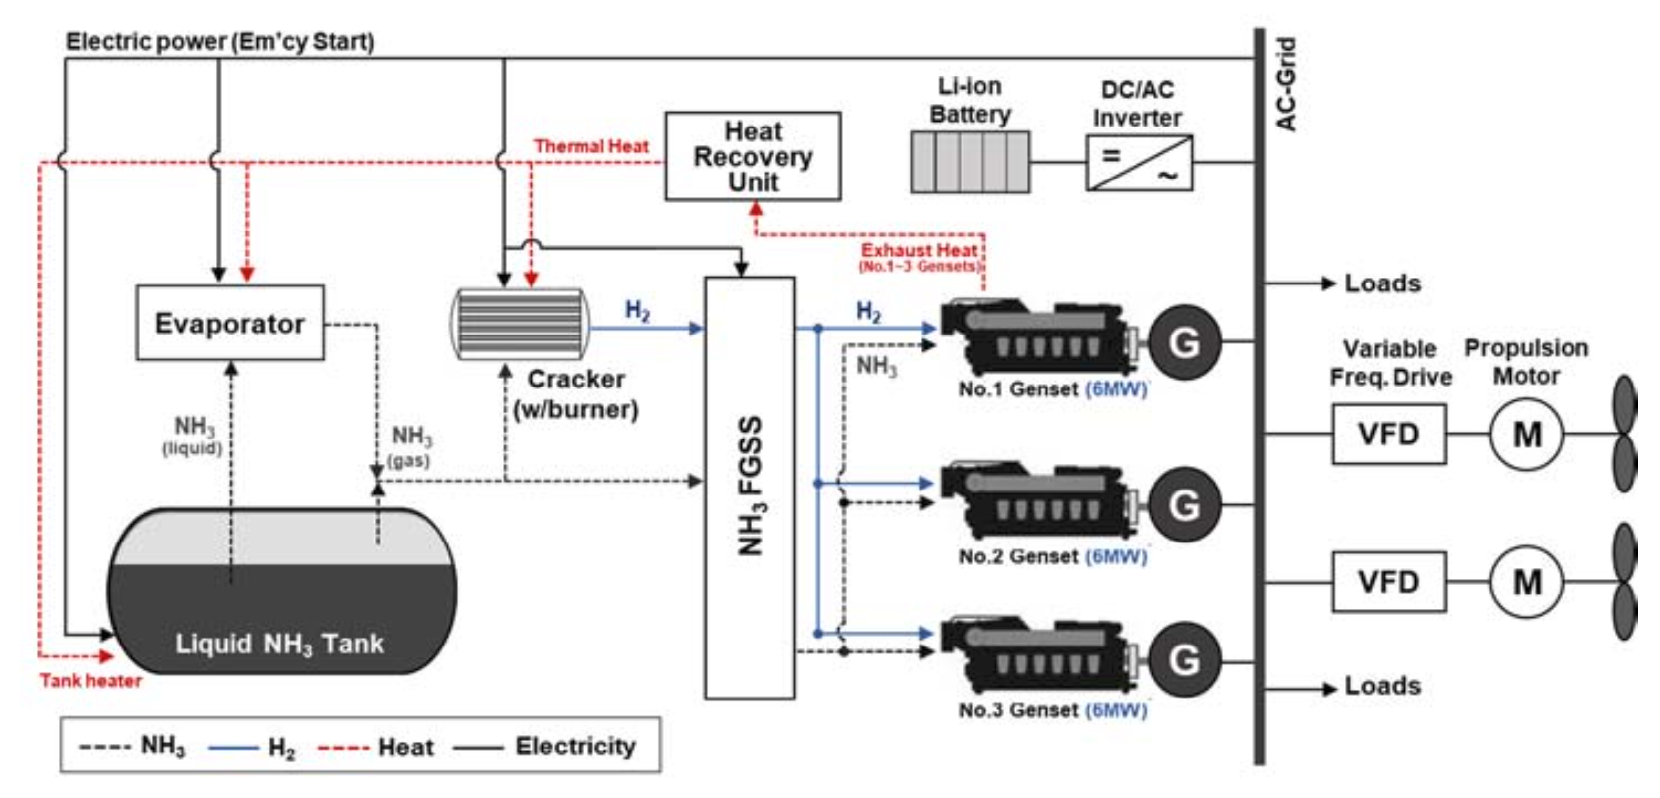 Electric power (Em'cy Start)
AC-Grid
Li-ion
Battery
DC/AC
Inverter
=
~
Heat
Recovery
Unit
Thermal Heat
Exhaust Heat
(No.1~3 Gensets)
Evaporator
H₂
Cracker
(w/burner)
NH₃
(liquid)
NH₃
(gas)
NH₃ FGSS
H₂
NH₃
G
No.1 Genset (6MW)
G
No.2 Genset (6MW)
G
No.3 Genset (6MW)
Loads
Variable
Freq. Drive
Propulsion
Motor
VFD
M
VFD
M
Loads
Liquid NH₃ Tank
Tank heater
NH₃ H₂ Heat Electricity